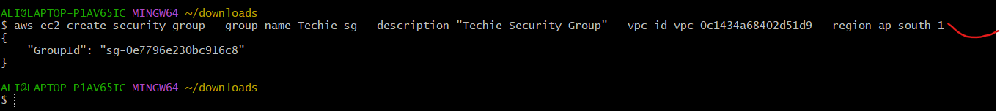 ALI@LAPTOP-P1AV65IC MINGW64 ~/downloads
$ aws ec2 create-security-group --group-name Techie-sg --description "Techie Security Group" --vpc-id vpc-0c1434a68402d51d9 --region ap-south-1
{
    "GroupId": "sg-0e7796e230bc916c8"
}
ALI@LAPTOP-P1AV65IC MINGW64 ~/downloads
$